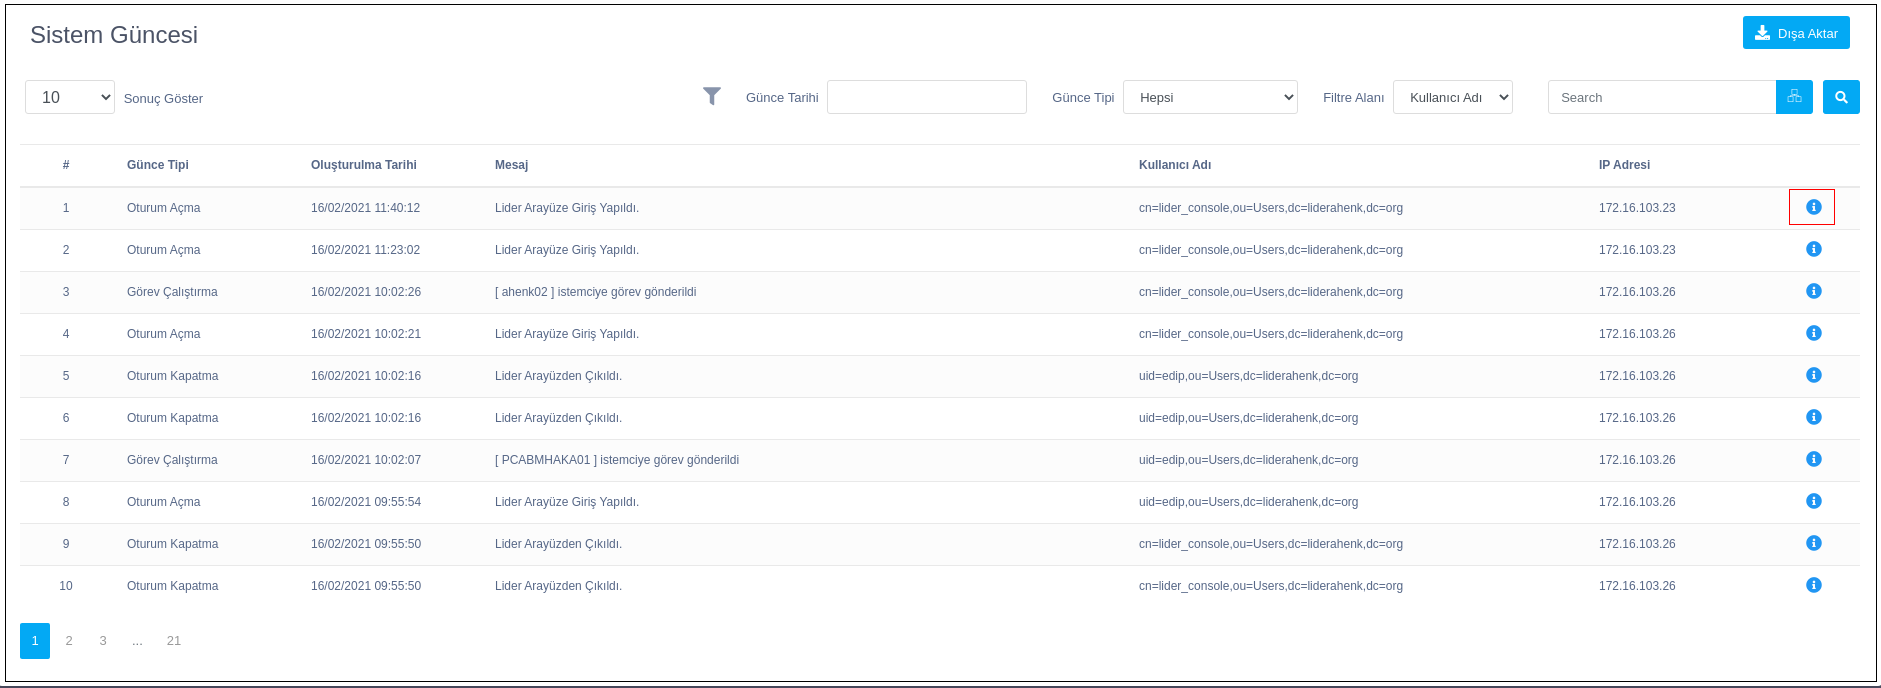 Sistem Güncesi
Dışa Aktar
10 Sonuç Göster Günce Tarihi Günce Tipi Hepsi Filtre Alanı Kullanıcı Adı Search
# Günce Tipi Oluşturulma Tarihi Mesaj Kullanıcı Adı IP Adresi
1 Oturum Açma 16/02/2021 11:40:12 Lider Arayüze Giriş Yapıldı. cn=lider_console,ou=Users,dc=liderahenk,dc=org 172.16.103.23
2 Oturum Açma 16/02/2021 11:23:02 Lider Arayüze Giriş Yapıldı. cn=lider_console,ou=Users,dc=liderahenk,dc=org 172.16.103.23
3 Görev Çalıştırma 16/02/2021 10:02:26 [ ahenk02 ] istemciye görev gönderildi cn=lider_console,ou=Users,dc=liderahenk,dc=org 172.16.103.26
4 Oturum Açma 16/02/2021 10:02:21 Lider Arayüze Giriş Yapıldı. cn=lider_console,ou=Users,dc=liderahenk,dc=org 172.16.103.26
5 Oturum Kapatma 16/02/2021 10:02:16 Lider Arayüzden Çıkıldı. uid=edip,ou=Users,dc=liderahenk,dc=org 172.16.103.26
6 Oturum Kapatma 16/02/2021 10:02:16 Lider Arayüzden Çıkıldı. uid=edip,ou=Users,dc=liderahenk,dc=org 172.16.103.26
7 Görev Çalıştırma 16/02/2021 10:02:07 [ PCABMHAKA01 ] istemciye görev gönderildi uid=edip,ou=Users,dc=liderahenk,dc=org 172.16.103.26
8 Oturum Açma 16/02/2021 09:55:54 Lider Arayüze Giriş Yapıldı. uid=edip,ou=Users,dc=liderahenk,dc=org 172.16.103.26
9 Oturum Kapatma 16/02/2021 09:55:50 Lider Arayüzden Çıkıldı. cn=lider_console,ou=Users,dc=liderahenk,dc=org 172.16.103.26
10 Oturum Kapatma 16/02/2021 09:55:50 Lider Arayüzden Çıkıldı. cn=lider_console,ou=Users,dc=liderahenk,dc=org 172.16.103.26
1 2 3 ... 21